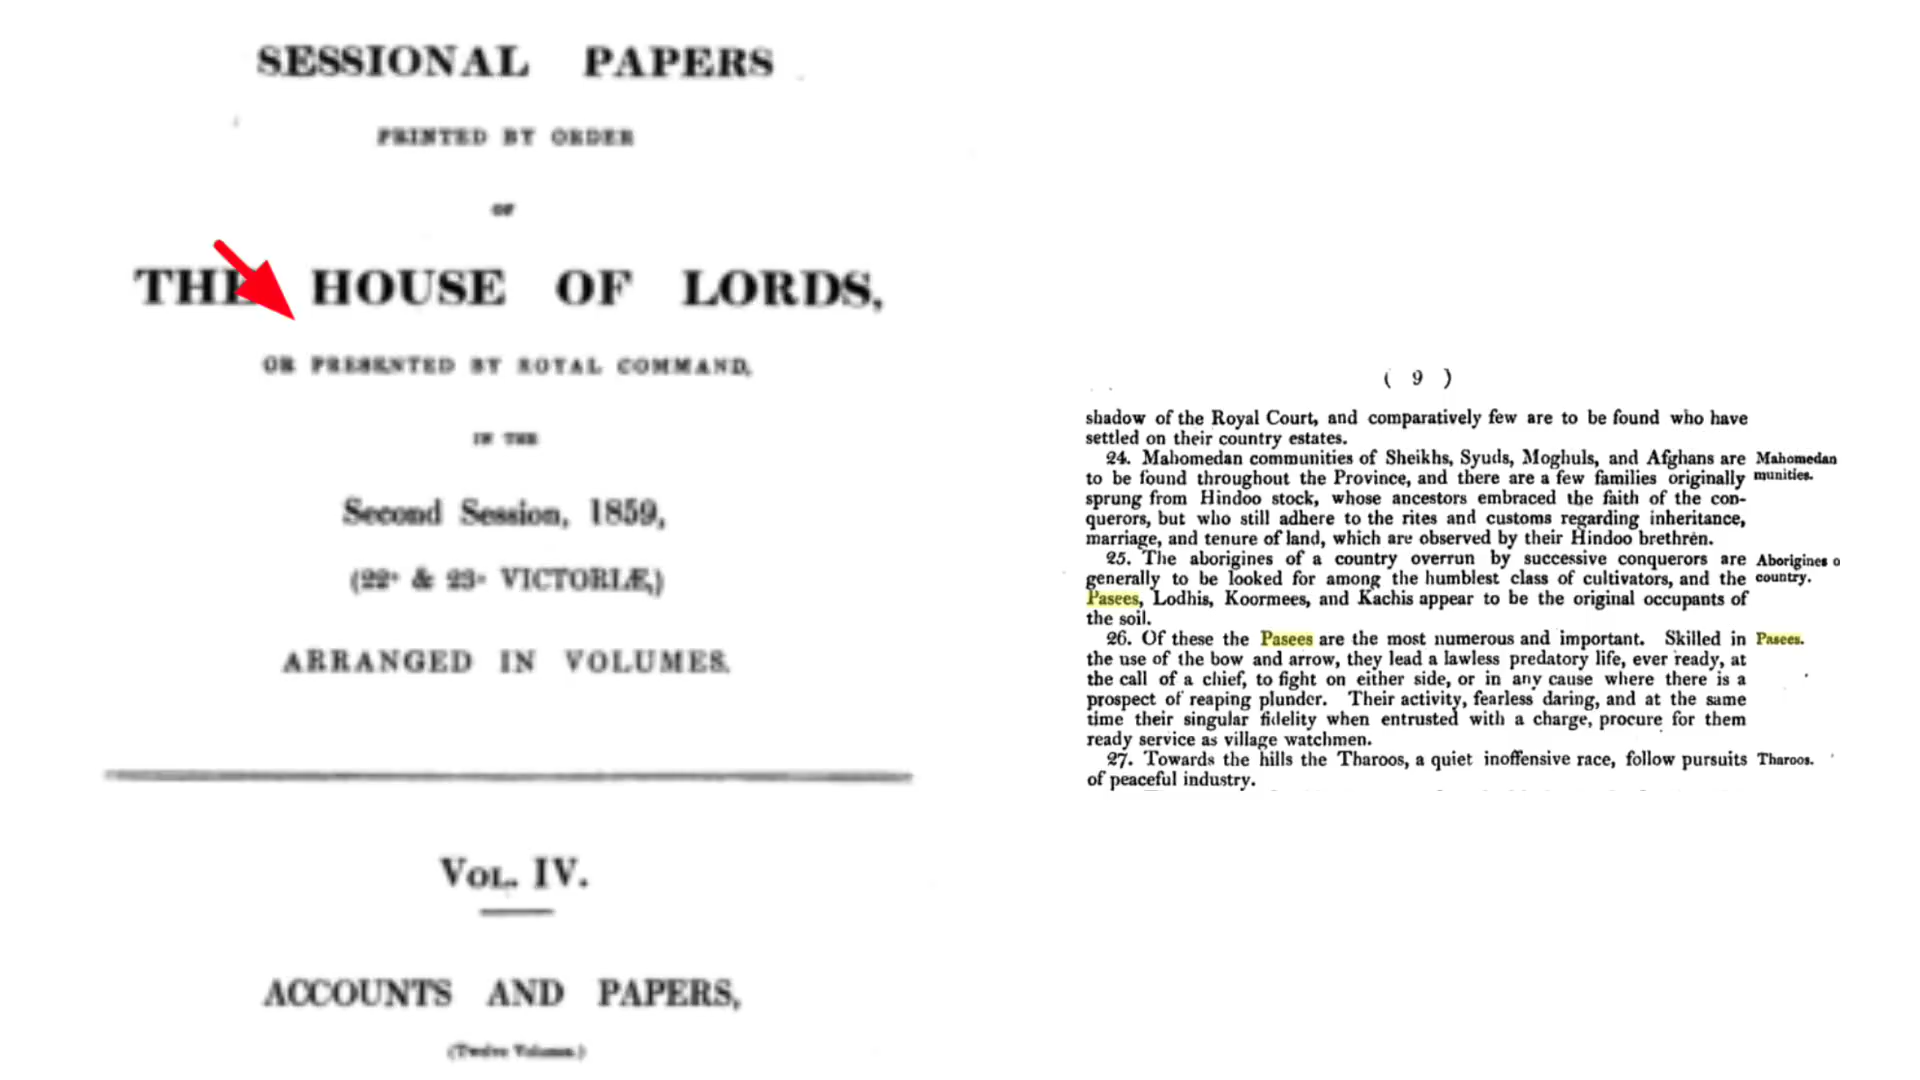 SESSIONAL PAPERS
PRINTED BY ORDER
OF
THE HOUSE OF LORDS,
OR PRESENTED BY ROYAL COMMAND,
IN THE
Second Session, 1859,
(22° & 23° VICTORIÆ,)
ARRANGED IN VOLUMES.
VOL. IV.
ACCOUNTS AND PAPERS,
(Twelve Volumes.)
( 9 )
shadow of the Royal Court, and comparatively few are to be found who have
settled on their country estates.
24. Mahomedan communities of Sheikhs, Syuds, Moghuls, and Afghans are
to be found throughout the Province, and there are a few families originally
sprung from Hindoo stock, whose ancestors embraced the faith of the con-
querors, but who still adhere to the rites and customs regarding inheritance,
marriage, and tenure of land, which are observed by their Hindoo brethren.
25. The aborigines of a country overrun by successive conquerors are
generally to be looked for among the humblest class of cultivators, and the
Pasees, Lodhis, Koormees, and Kachis appear to be the original occupants of
the soil.
26. Of these the Pasees are the most numerous and important. Skilled in
the use of the bow and arrow, they lead a lawless predatory life, ever ready, at
the call of a chief, to fight on either side, or in any cause where there is a
prospect of reaping plunder. Their activity, fearless daring, and at the same
time their singular fidelity when entrusted with a charge, procure for them
ready service as village watchmen.
27. Towards the hills the Tharoos, a quiet inoffensive race, follow pursuits
of peaceful industry.
Mahomedan
munities.
Aborigines o
country.
Pasees.
Tharoos.